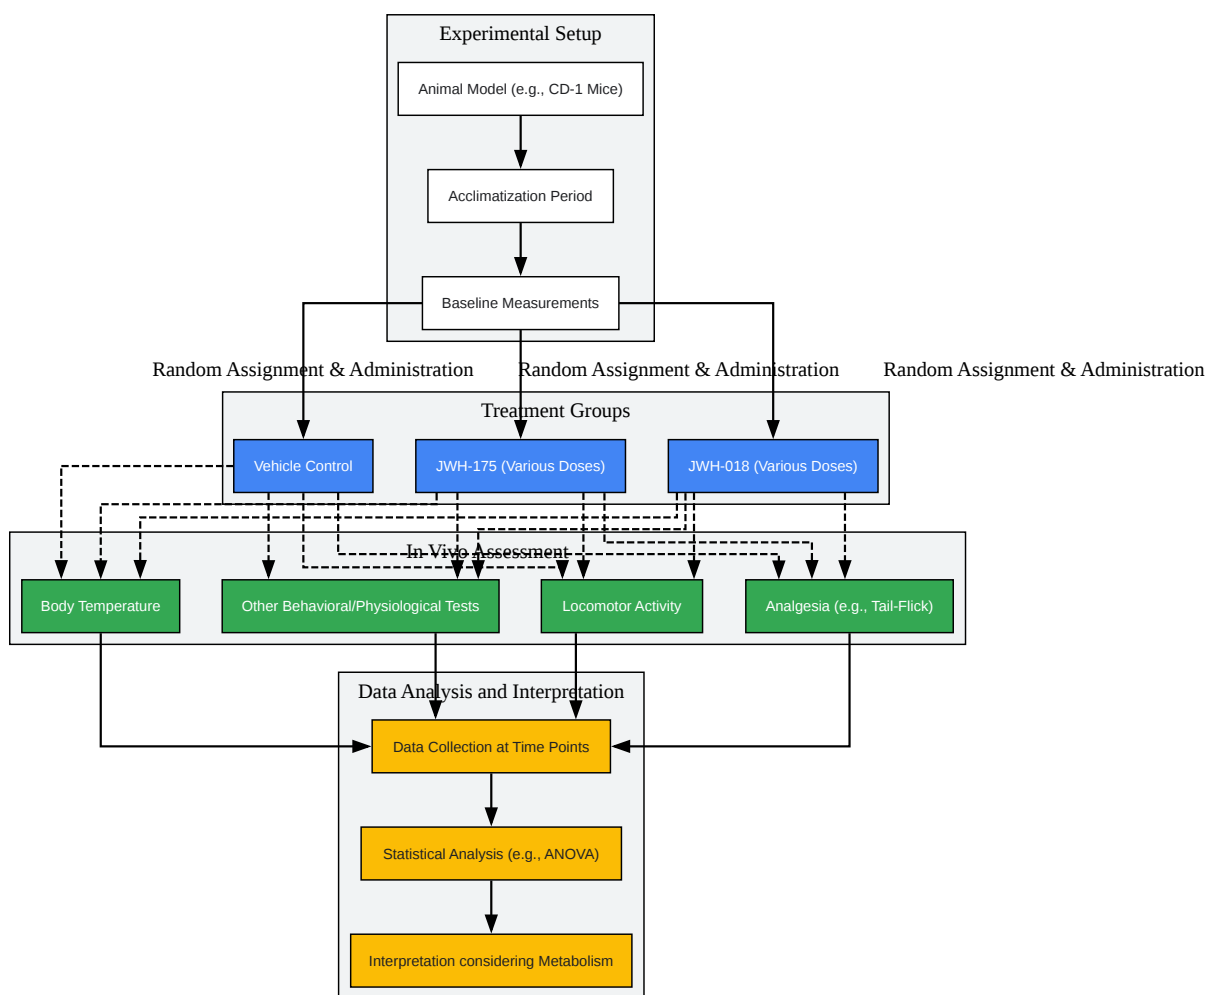 Experimental Setup
Animal Model (e.g., CD-1 Mice)
Acclimatization Period
Baseline Measurements
Random Assignment & Administration
Random Assignment & Administration
Random Assignment & Administration
Treatment Groups
Vehicle Control
JWH-175 (Various Doses)
JWH-018 (Various Doses)
In Vivo Assessment
Body Temperature
Other Behavioral/Physiological Tests
Locomotor Activity
Analgesia (e.g., Tail-Flick)
Data Analysis and Interpretation
Data Collection at Time Points
Statistical Analysis (e.g., ANOVA)
Interpretation considering Metabolism